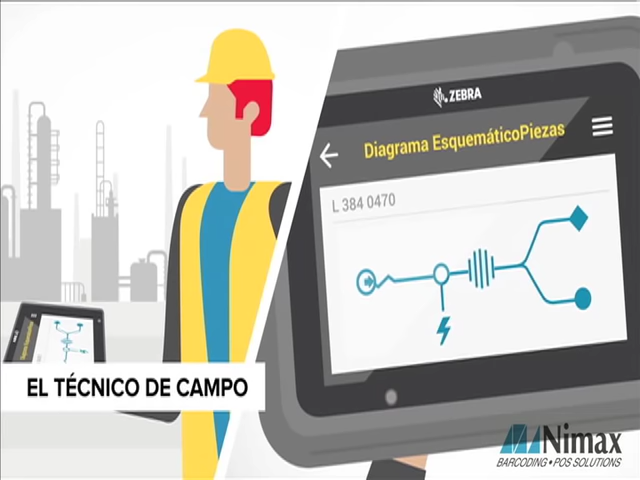 ZEBRA
Diagrama EsquemáticoPiezas
L 384 0470
EL TÉCNICO DE CAMPO
Nimax
BARCODING • POS SOLUTIONS